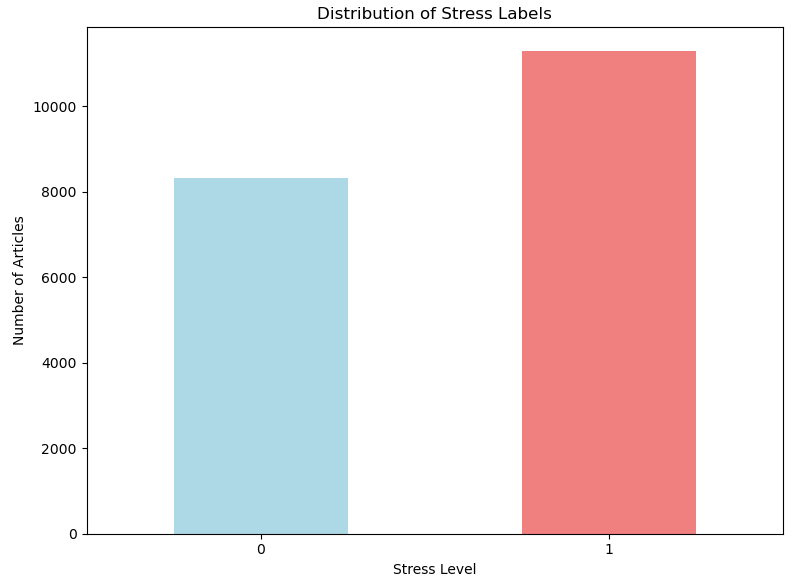 Distribution of Stress Labels
Number of Articles
10000
8000
6000
4000
2000
0
0 1
Stress Level